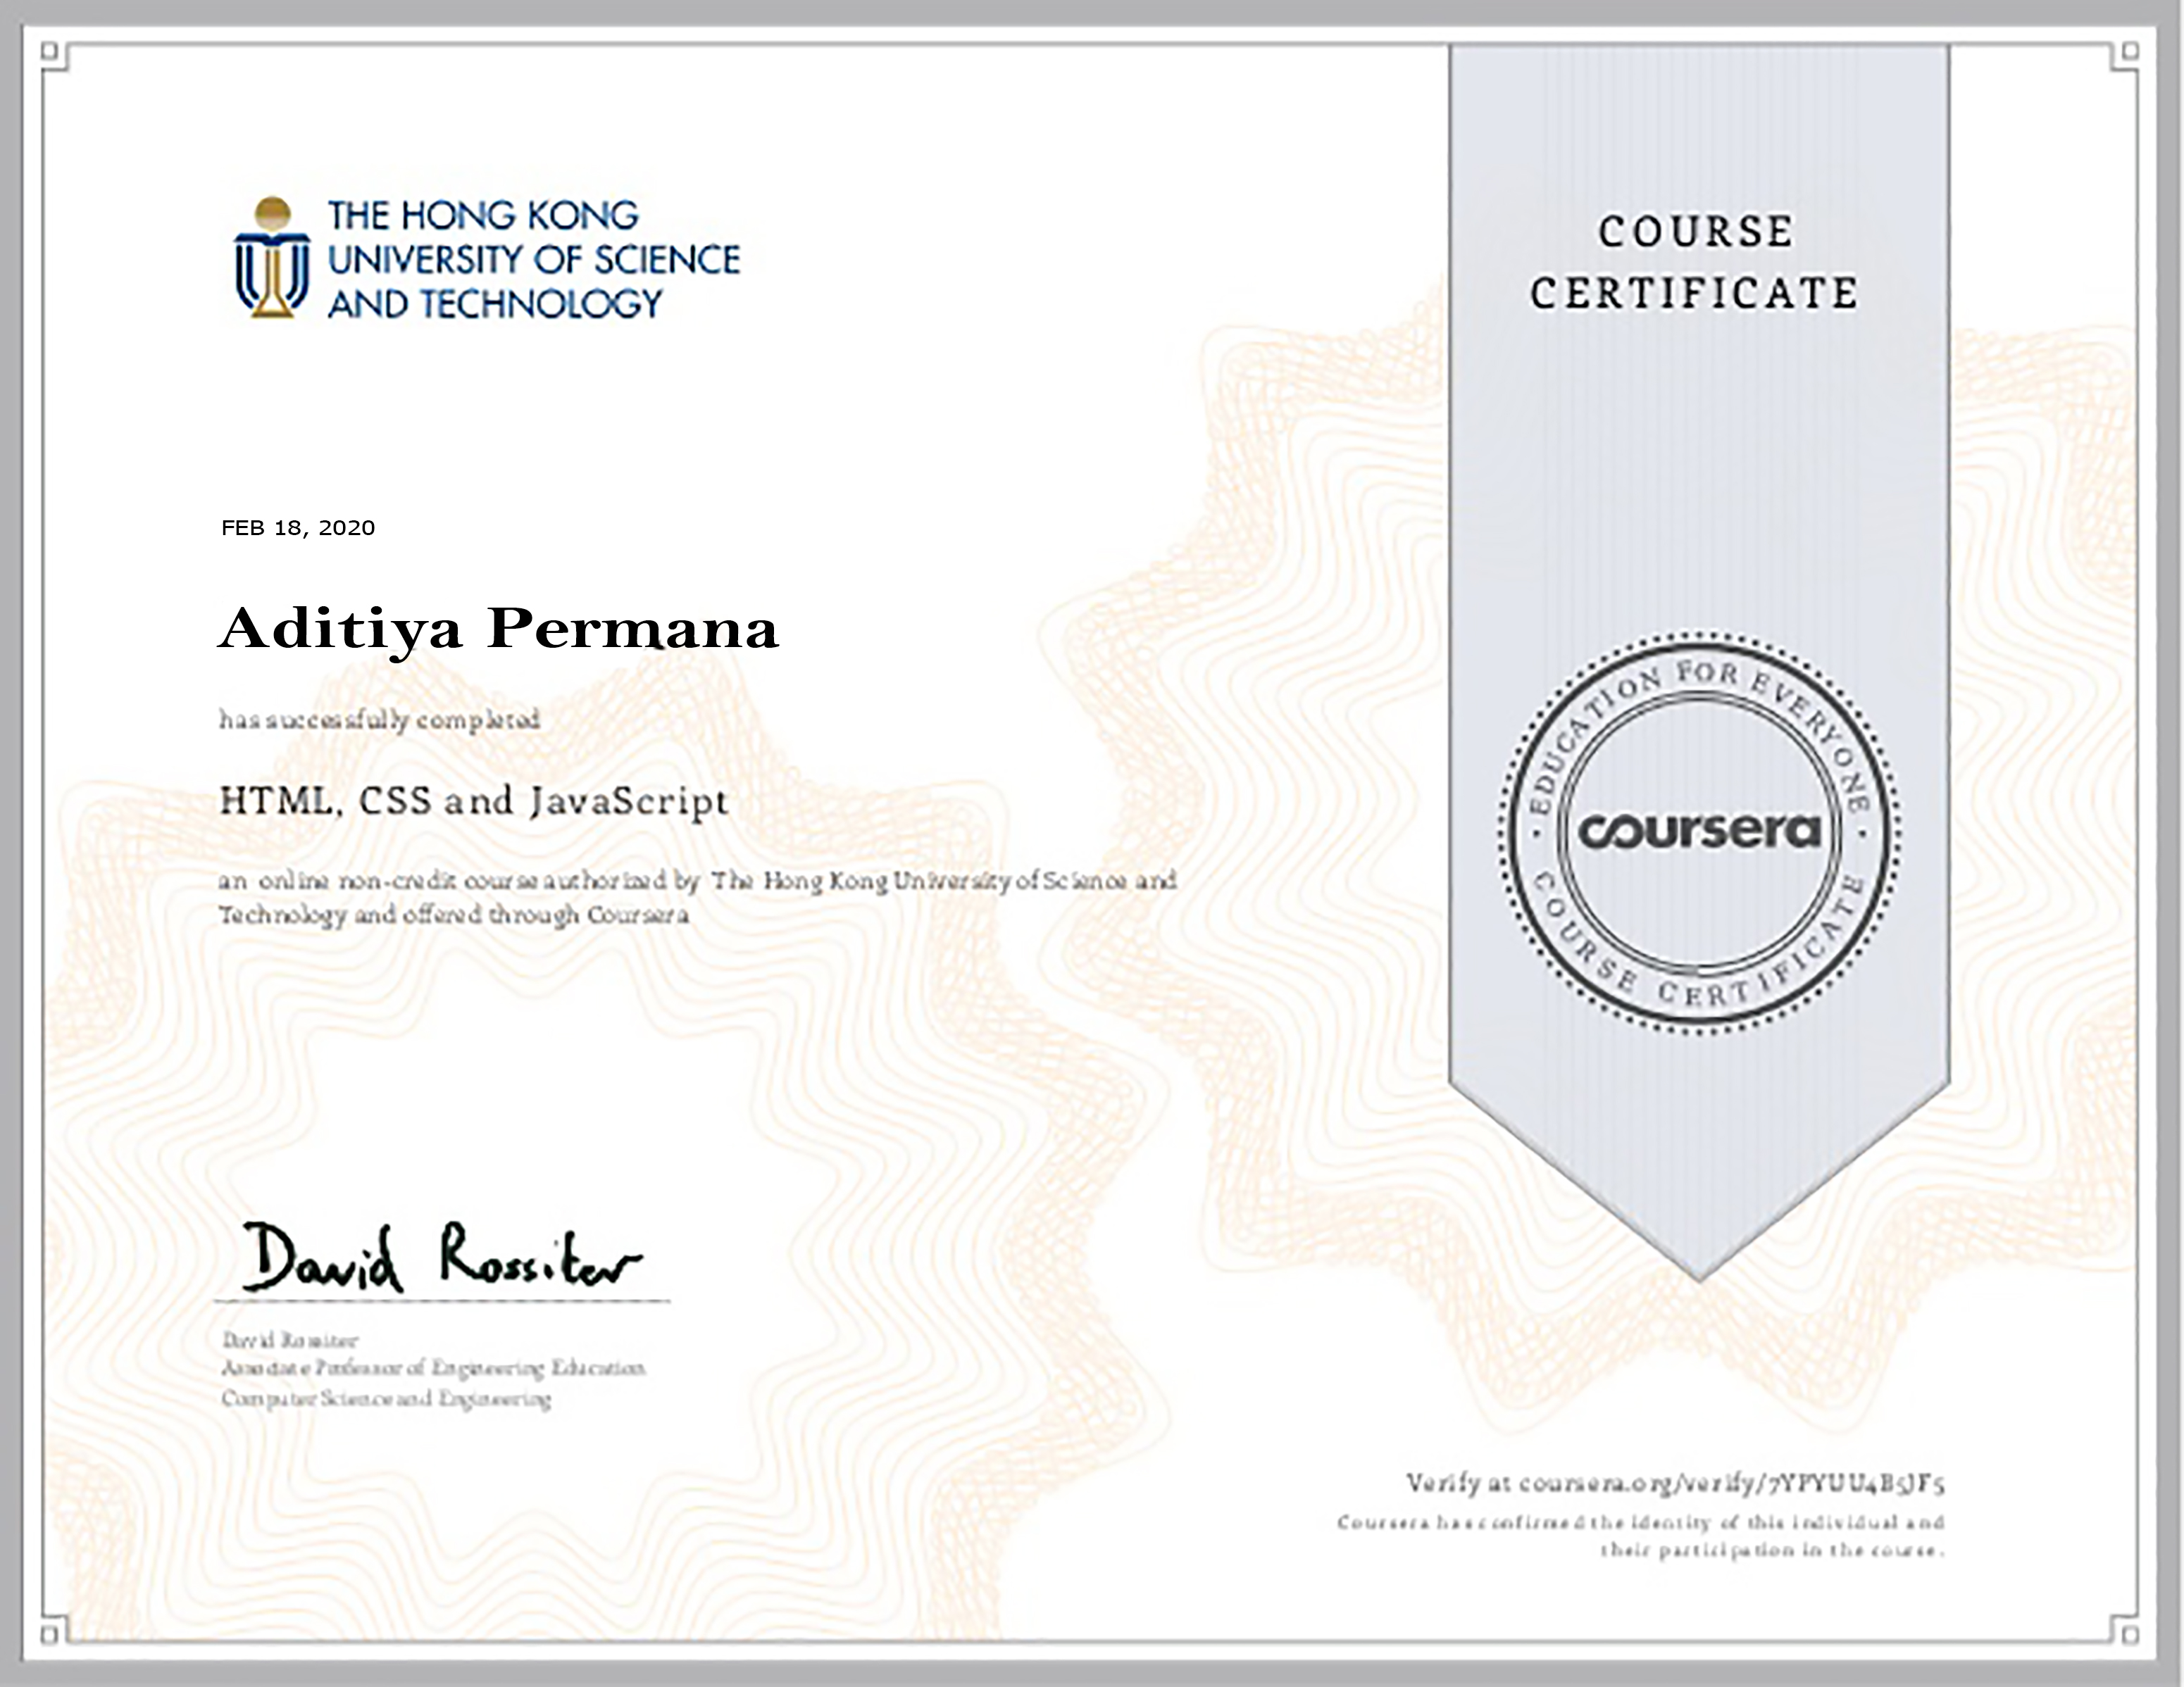 THE HONG KONG
UNIVERSITY OF SCIENCE
AND TECHNOLOGY
COURSE
CERTIFICATE
FEB 18, 2020
Aditiya Permana
has successfully completed
HTML, CSS and JavaScript
an online non-credit course authorized by The Hong Kong University of Science and
Technology and offered through Coursera
EDUCATION FOR EVERYONE
coursera
COURSE CERTIFICATE
David Rossiter
David Rossiter
Associate Professor of Engineering Education
Computer Science and Engineering
Verify at coursera.org/verify/7YPYUU4B5JF5
Coursera has confirmed the identity of this individual and
their participation in the course.